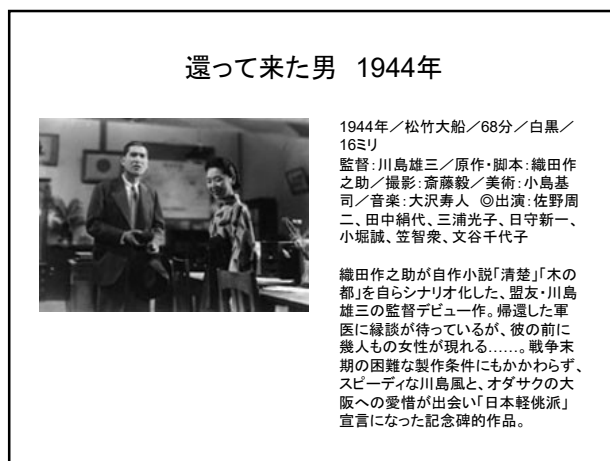 還って来た男 1944年
1944年／松竹大船／68分／白黒／
16ミリ
監督：川島雄三／原作・脚本：織田作
之助／撮影：斎藤毅／美術：小島基
司／音楽：大沢寿人 ◎出演：佐野周
二、田中絹代、三浦光子、日守新一、
小堀誠、笠智衆、文谷千代子
織田作之助が自作小説「清楚」「木の
都」を自らシナリオ化した、盟友・川島
雄三の監督デビュー作。帰還した軍
医に縁談が待っているが、彼の前に
幾人もの女性が現れる……。戦争末
期の困難な製作条件にもかかわらず、
スピーディな川島風と、オダサクの大
阪への愛惜が出会い「日本軽佻派」
宣言になった記念碑的作品。